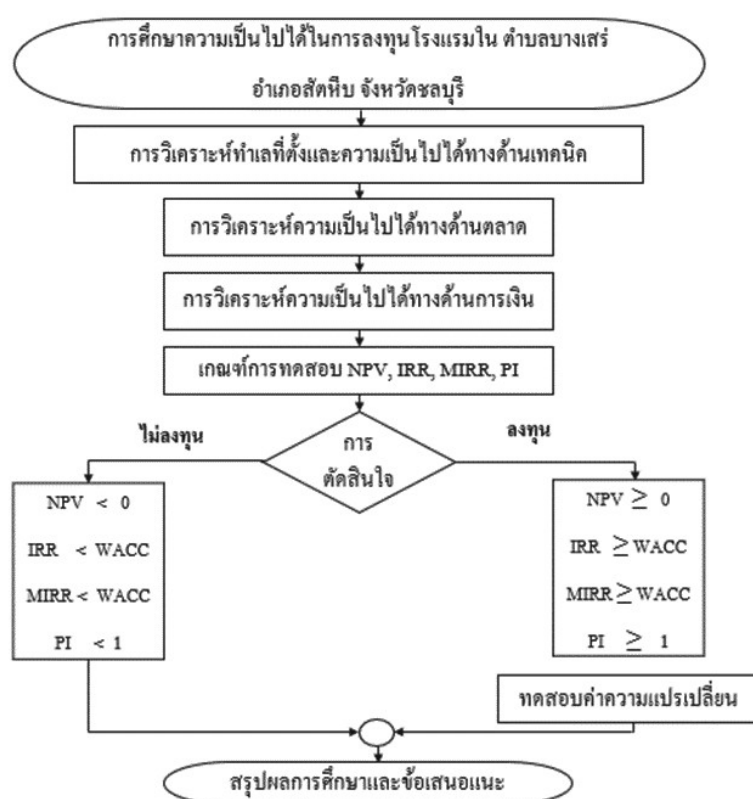 การศึกษาความเป็นไปได้ในการลงทุนโรงแรมใน ตำบลบางเสร่
อำเภอสัตหีบ จังหวัดชลบุรี
การวิเคราะห์ทำเลที่ตั้งและความเป็นไปได้ทางด้านเทคนิค
การวิเคราะห์ความเป็นไปได้ทางด้านตลาด
การวิเคราะห์ความเป็นไปได้ทางด้านการเงิน
เกณฑ์การทดสอบ NPV, IRR, MIRR, PI
การ
ตัดสินใจ
ไม่ลงทุน
NPV < 0
IRR < WACC
MIRR < WACC
PI < 1
ลงทุน
NPV ≥ 0
IRR ≥ WACC
MIRR ≥ WACC
PI ≥ 1
ทดสอบค่าความแปรเปลี่ยน
สรุปผลการศึกษาและข้อเสนอแนะ